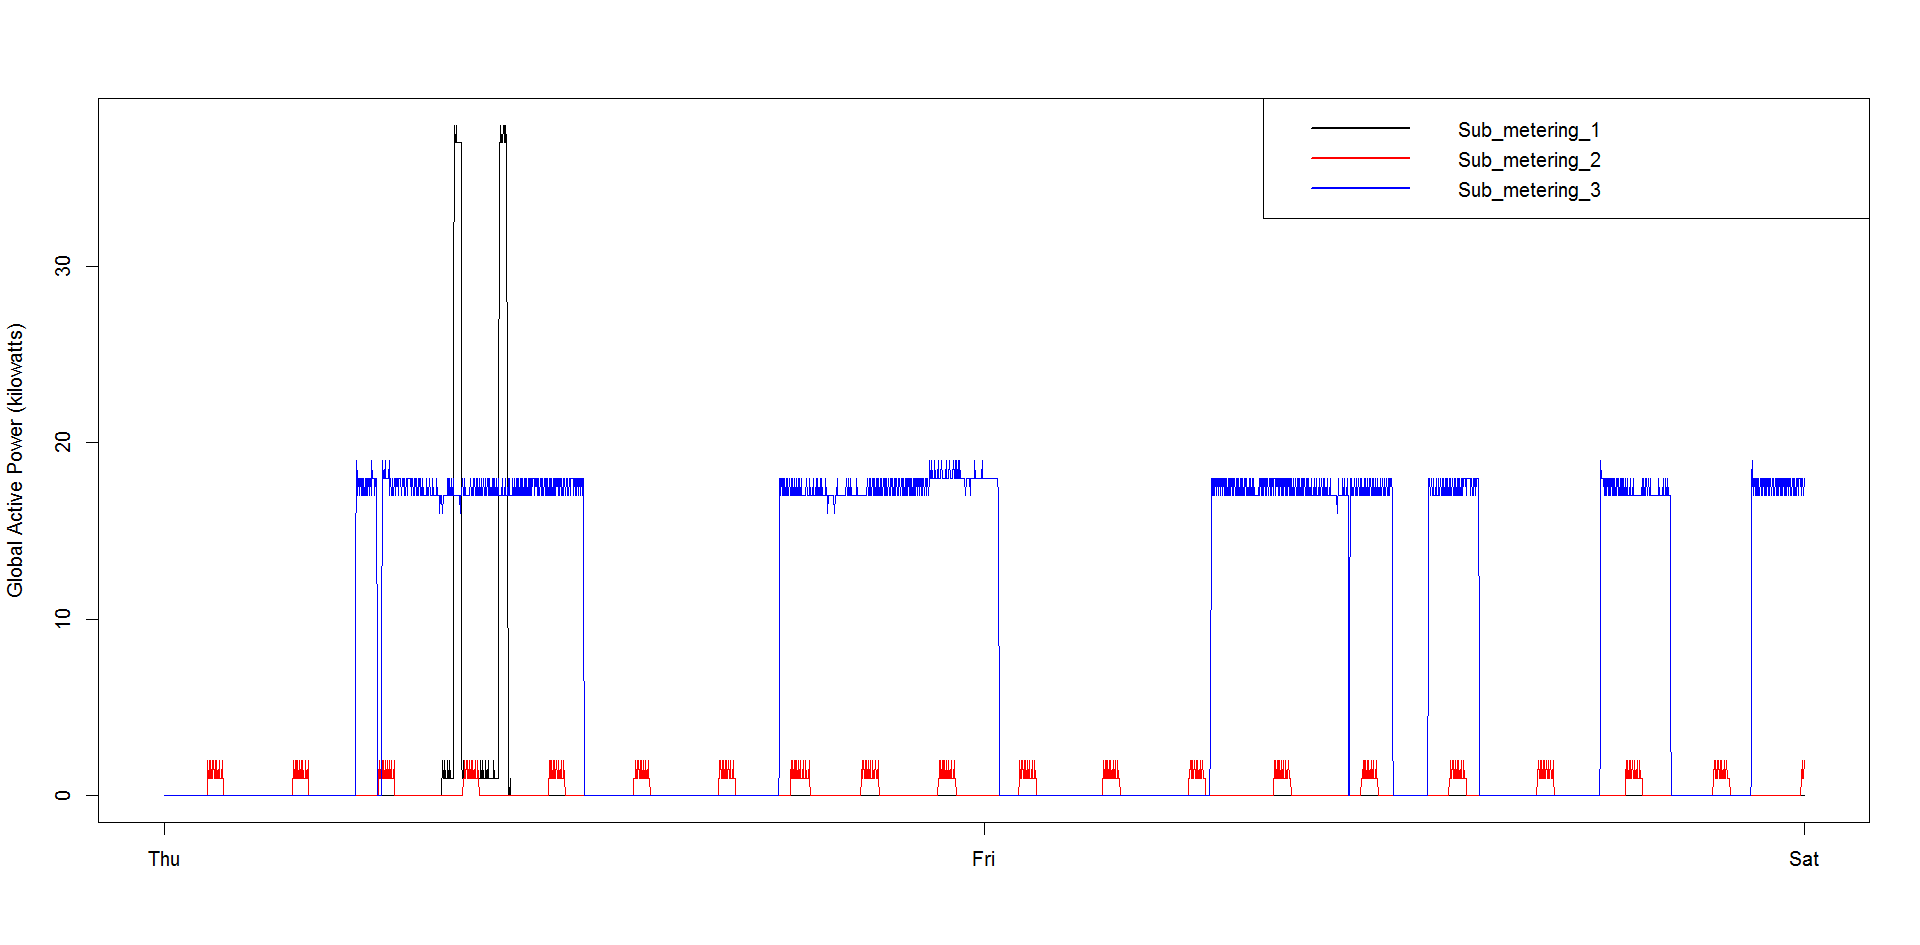 Sub_metering_1
Sub_metering_2
Sub_metering_3
Global Active Power (kilowatts)
30
20
10
0
Thu Fri Sat